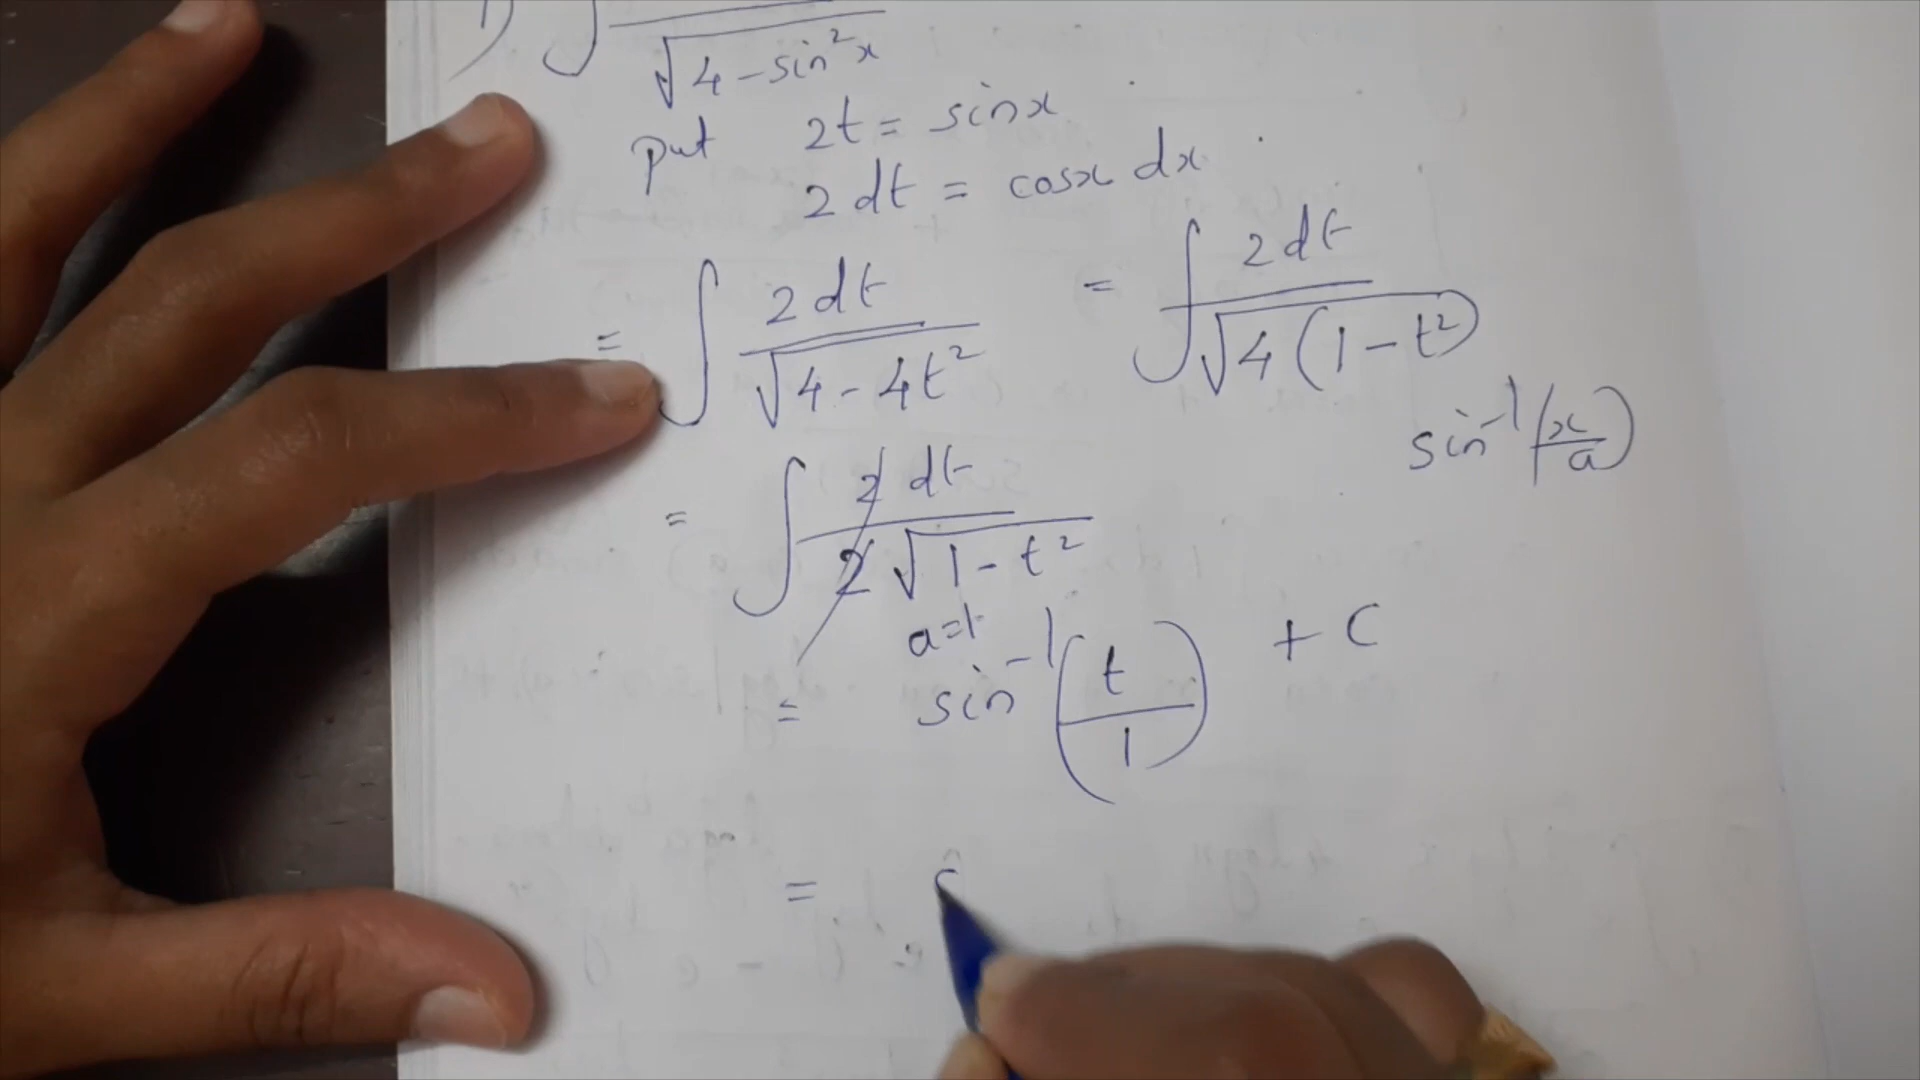 1) ∫ / √4 - sin²x
put 2t = sinx
2 dt = cosx dx
= ∫ 2dt / √4 - 4t² = ∫ 2dt / √4(1 - t²)
sin⁻¹(x/a)
= ∫ 2 dt / 2 √1 - t²
a=1
= sin⁻¹(t/1) + C
=